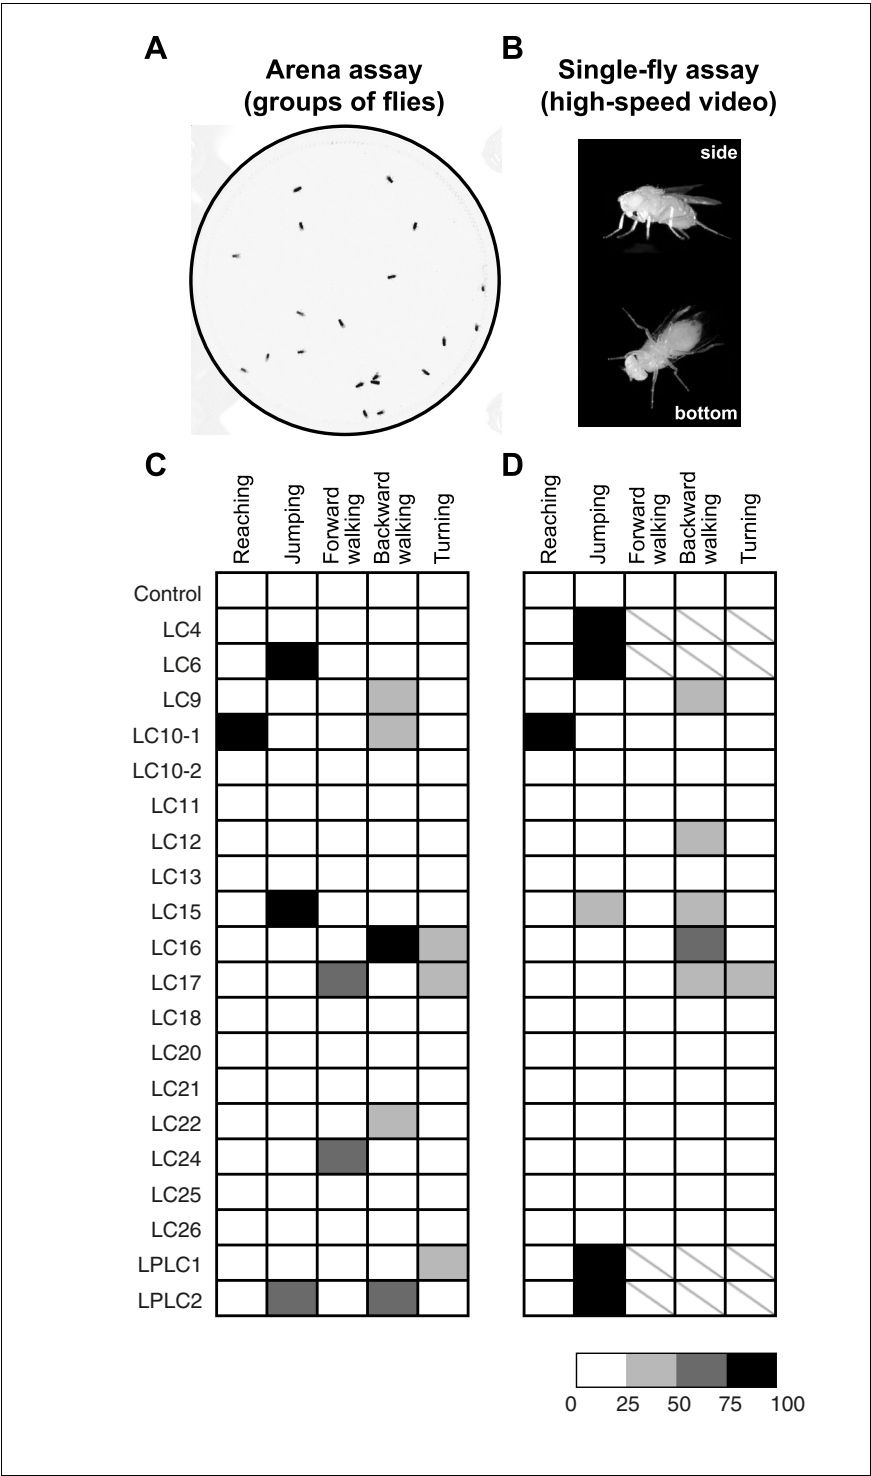 A
Arena assay
(groups of flies)
B
Single-fly assay
(high-speed video)
side
bottom
C
Reaching
Jumping
Forward
walking
Backward
walking
Turning
D
Reaching
Jumping
Forward
walking
Backward
walking
Turning
Control
LC4
LC6
LC9
LC10-1
LC10-2
LC11
LC12
LC13
LC15
LC16
LC17
LC18
LC20
LC21
LC22
LC24
LC25
LC26
LPLC1
LPLC2
0 25 50 75 100